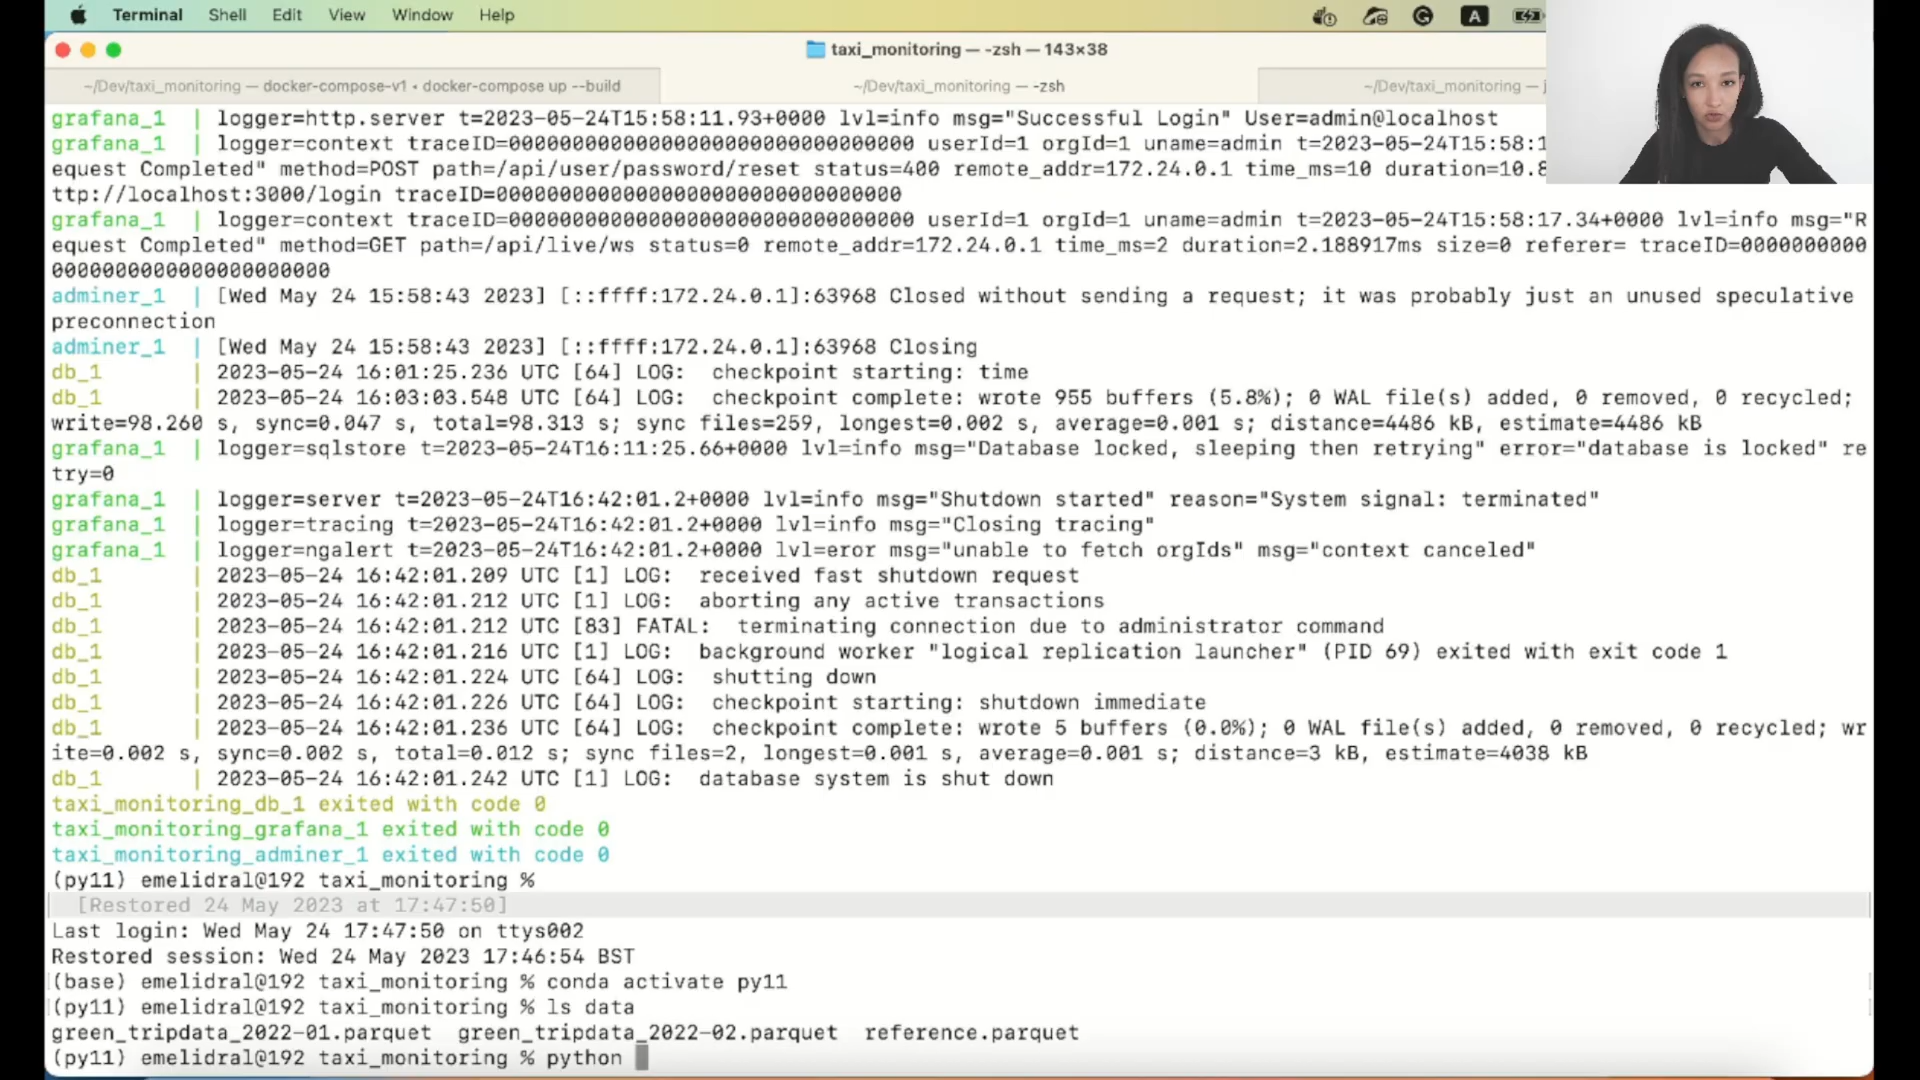 Terminal Shell Edit View Window Help A
taxi_monitoring — -zsh — 143×38
~/Dev/taxi_monitoring — docker-compose-v1 • docker-compose up --build ~/Dev/taxi_monitoring — -zsh ~/Dev/taxi_monitoring — j
grafana_1 | logger=http.server t=2023-05-24T15:58:11.93+0000 lvl=info msg="Successful Login" User=admin@localhost
grafana_1 | logger=context traceID=00000000000000000000000000000000 userId=1 orgId=1 uname=admin t=2023-05-24T15:58:1
equest Completed" method=POST path=/api/user/password/reset status=400 remote_addr=172.24.0.1 time_ms=10 duration=10.8
ttp://localhost:3000/login traceID=00000000000000000000000000000000
grafana_1 | logger=context traceID=00000000000000000000000000000000 userId=1 orgId=1 uname=admin t=2023-05-24T15:58:17.34+0000 lvl=info msg="R
equest Completed" method=GET path=/api/live/ws status=0 remote_addr=172.24.0.1 time_ms=2 duration=2.188917ms size=0 referer= traceID=0000000000
0000000000000000000000
adminer_1 | [Wed May 24 15:58:43 2023] [::ffff:172.24.0.1]:63968 Closed without sending a request; it was probably just an unused speculative
preconnection
adminer_1 | [Wed May 24 15:58:43 2023] [::ffff:172.24.0.1]:63968 Closing
db_1 | 2023-05-24 16:01:25.236 UTC [64] LOG: checkpoint starting: time
db_1 | 2023-05-24 16:03:03.548 UTC [64] LOG: checkpoint complete: wrote 955 buffers (5.8%); 0 WAL file(s) added, 0 removed, 0 recycled;
write=98.260 s, sync=0.047 s, total=98.313 s; sync files=259, longest=0.002 s, average=0.001 s; distance=4486 kB, estimate=4486 kB
grafana_1 | logger=sqlstore t=2023-05-24T16:11:25.66+0000 lvl=info msg="Database locked, sleeping then retrying" error="database is locked" re
try=0
grafana_1 | logger=server t=2023-05-24T16:42:01.2+0000 lvl=info msg="Shutdown started" reason="System signal: terminated"
grafana_1 | logger=tracing t=2023-05-24T16:42:01.2+0000 lvl=info msg="Closing tracing"
grafana_1 | logger=ngalert t=2023-05-24T16:42:01.2+0000 lvl=eror msg="unable to fetch orgIds" msg="context canceled"
db_1 | 2023-05-24 16:42:01.209 UTC [1] LOG: received fast shutdown request
db_1 | 2023-05-24 16:42:01.212 UTC [1] LOG: aborting any active transactions
db_1 | 2023-05-24 16:42:01.212 UTC [83] FATAL: terminating connection due to administrator command
db_1 | 2023-05-24 16:42:01.216 UTC [1] LOG: background worker "logical replication launcher" (PID 69) exited with exit code 1
db_1 | 2023-05-24 16:42:01.224 UTC [64] LOG: shutting down
db_1 | 2023-05-24 16:42:01.226 UTC [64] LOG: checkpoint starting: shutdown immediate
db_1 | 2023-05-24 16:42:01.236 UTC [64] LOG: checkpoint complete: wrote 5 buffers (0.0%); 0 WAL file(s) added, 0 removed, 0 recycled; wr
ite=0.002 s, sync=0.002 s, total=0.012 s; sync files=2, longest=0.001 s, average=0.001 s; distance=3 kB, estimate=4038 kB
db_1 | 2023-05-24 16:42:01.242 UTC [1] LOG: database system is shut down
taxi_monitoring_db_1 exited with code 0
taxi_monitoring_grafana_1 exited with code 0
taxi_monitoring_adminer_1 exited with code 0
(py11) emelidral@192 taxi_monitoring %
[Restored 24 May 2023 at 17:47:50]
Last login: Wed May 24 17:47:50 on ttys002
Restored session: Wed 24 May 2023 17:46:54 BST
(base) emelidral@192 taxi_monitoring % conda activate py11
(py11) emelidral@192 taxi_monitoring % ls data
green_tripdata_2022-01.parquet green_tripdata_2022-02.parquet reference.parquet
(py11) emelidral@192 taxi_monitoring % python